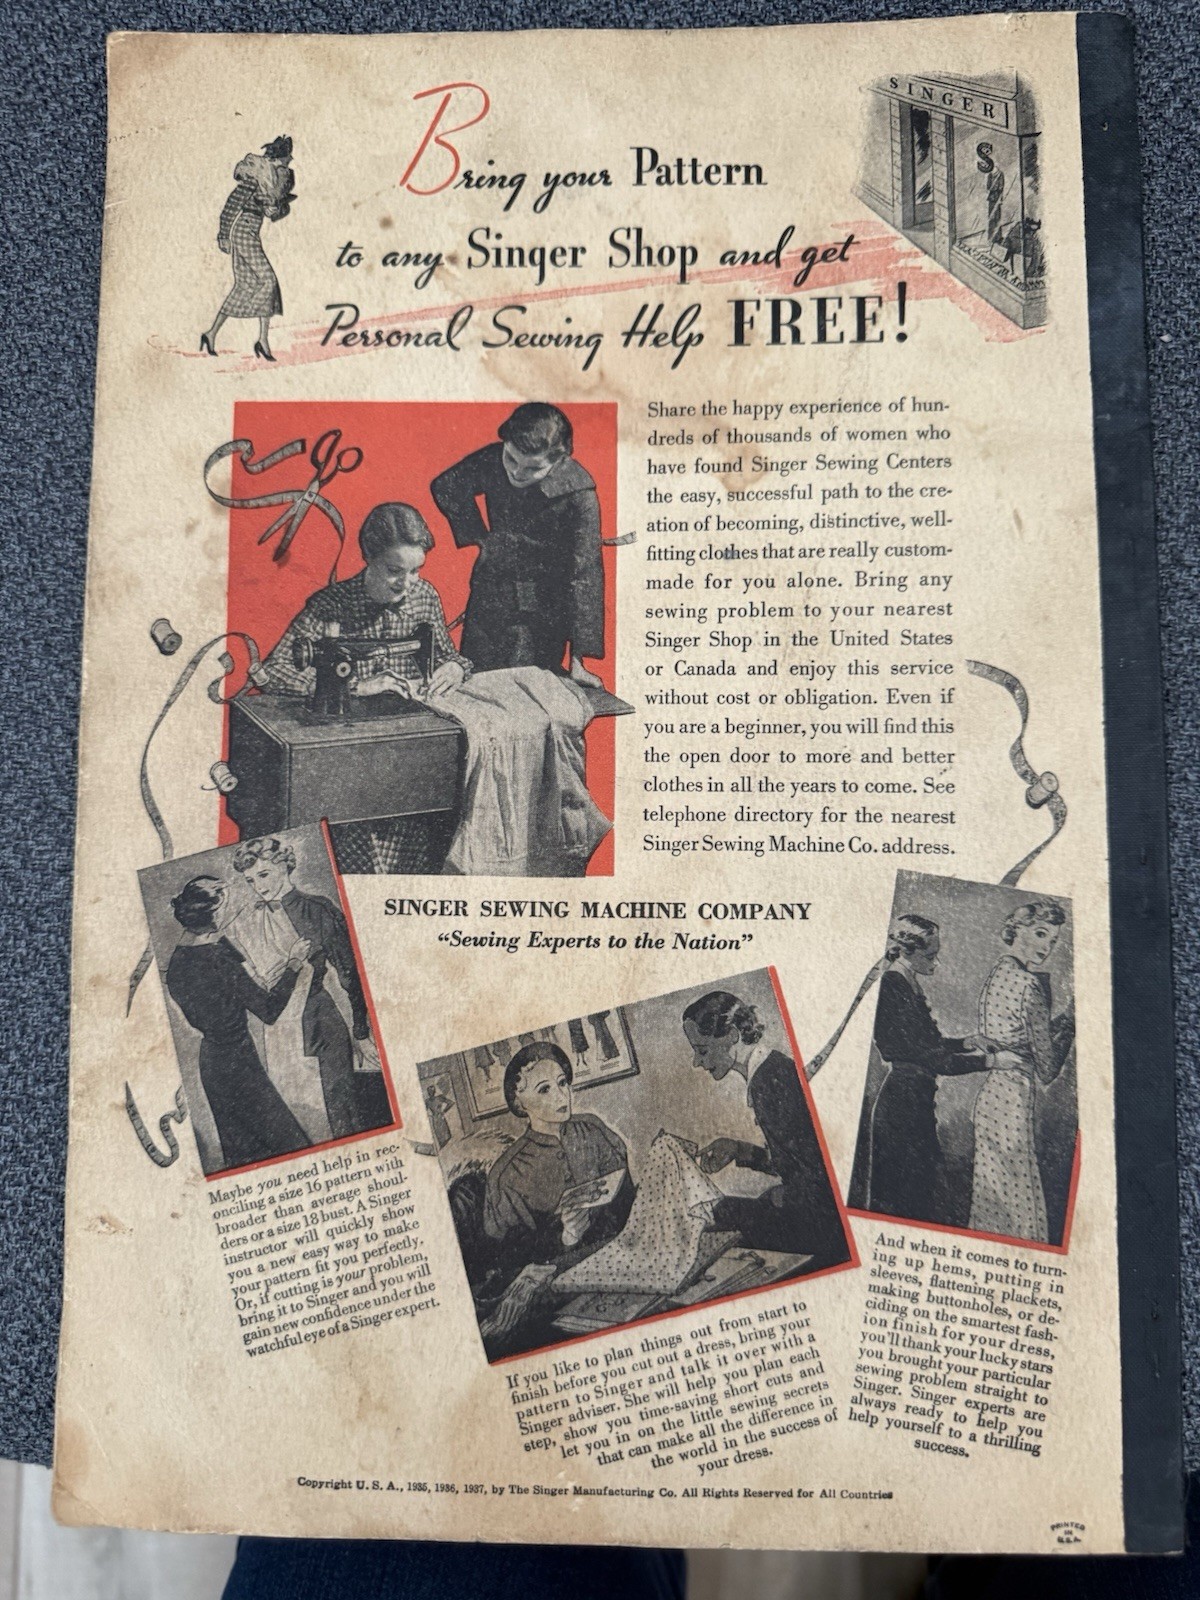 SINGER
S
Bring your Pattern
to any Singer Shop and get
Personal Sewing Help FREE!
Share the happy experience of hun-
dreds of thousands of women who
have found Singer Sewing Centers
the easy, successful path to the cre-
ation of becoming, distinctive, well-
fitting clothes that are really custom-
made for you alone. Bring any
sewing problem to your nearest
Singer Shop in the United States
or Canada and enjoy this service
without cost or obligation. Even if
you are a beginner, you will find this
the open door to more and better
clothes in all the years to come. See
telephone directory for the nearest
Singer Sewing Machine Co. address.
SINGER SEWING MACHINE COMPANY
“Sewing Experts to the Nation”
Maybe you need help in rec-
onciling a size 16 pattern with
broader than average shoul-
ders or a size 18 bust. A Singer
instructor will quickly show
you a new easy way to make
your pattern fit you perfectly.
Or, if cutting is your problem,
bring it to Singer and you will
gain new confidence under the
watchful eye of a Singer expert.
If you like to plan things out from start to
finish before you cut out a dress, bring your
pattern to Singer and talk it over with a
Singer adviser. She will help you plan each
step, show you time-saving short cuts and
let you in on the little sewing secrets
that can make all the difference in
the world in the success of
your dress.
And when it comes to turn-
ing up hems, putting in
sleeves, flattening plackets,
making buttonholes, or de-
ciding on the smartest fash-
ion finish for your dress,
you'll thank your lucky stars
you brought your particular
sewing problem straight to
Singer. Singer experts are
always ready to help you
help yourself to a thrilling
success.
Copyright U. S. A., 1935, 1936, 1937, by The Singer Manufacturing Co. All Rights Reserved for All Countries
PRINTED
IN
U.S.A.